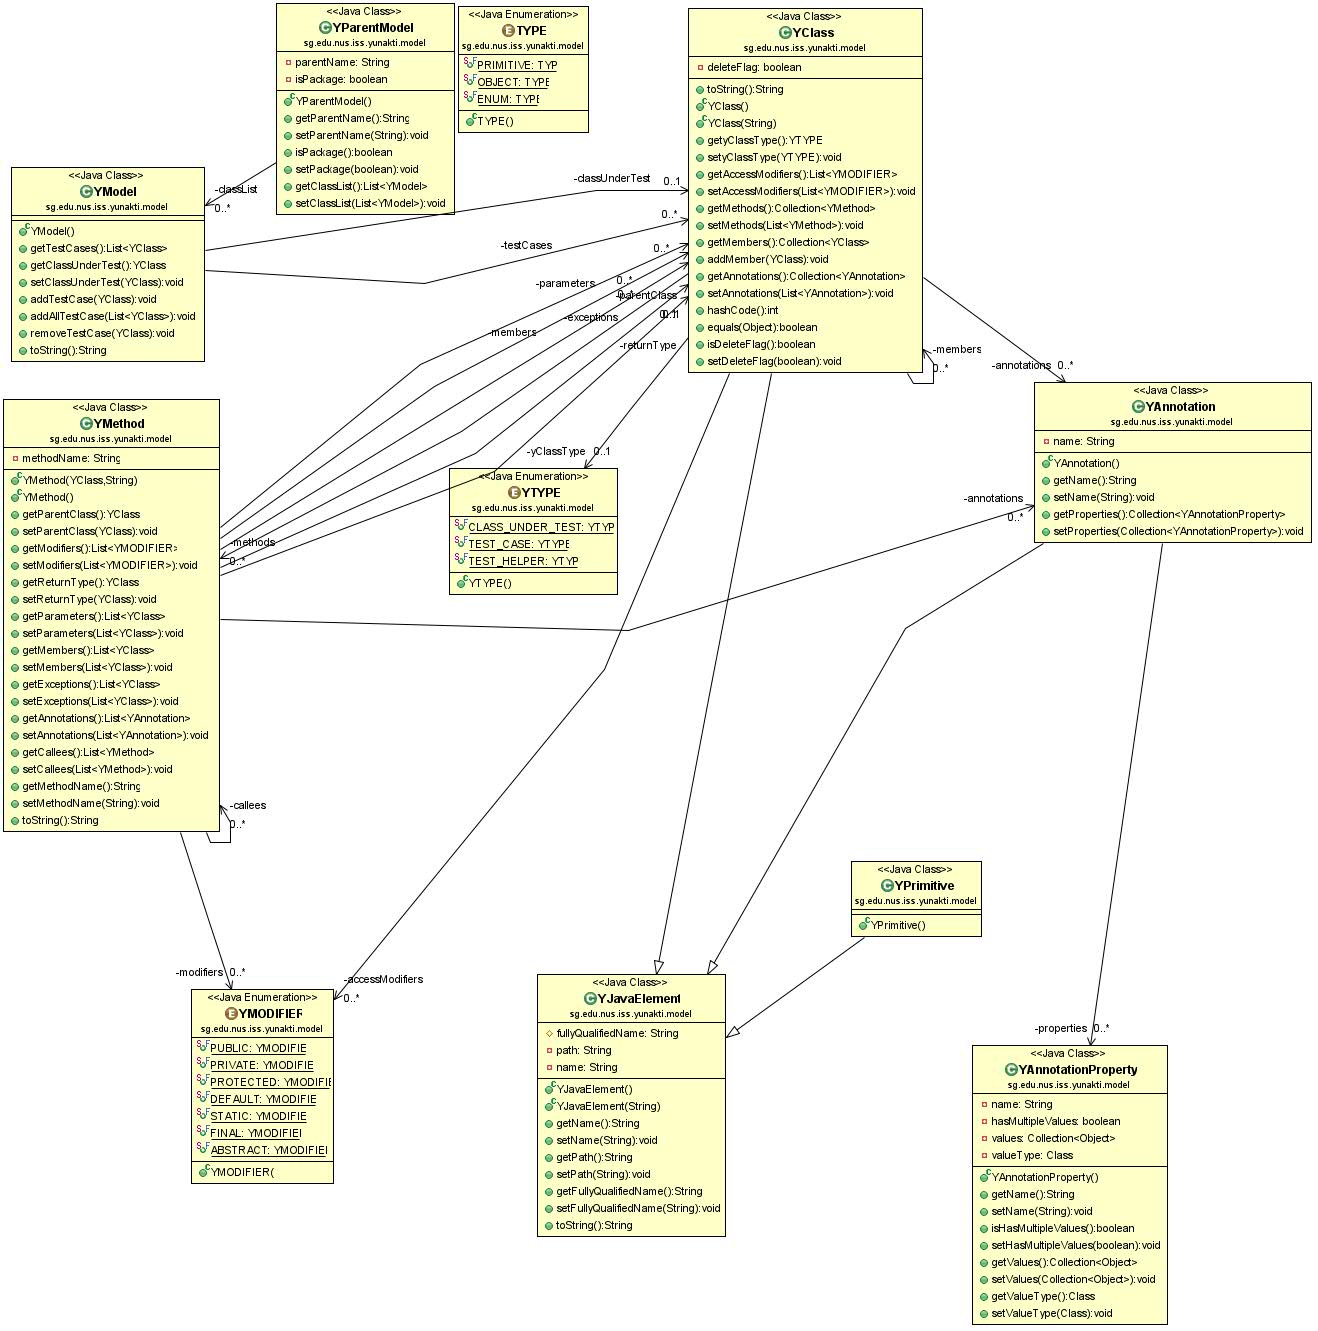 <<Java Class>>
YParentModel
sg.edu.nus.iss.yunakti.model
parentName: String
isPackage: boolean
YParentModel()
getParentName():String
setParentName(String):void
isPackage():boolean
setPackage(boolean):void
getClassList():List<YModel>
setClassList(List<YModel>):void
<<Java Enumeration>>
TYPE
sg.edu.nus.iss.yunakti.model
PRIMITIVE: TYP
OBJECT: TYPE
ENUM: TYPE
TYPE()
<<Java Class>>
YClass
sg.edu.nus.iss.yunakti.model
deleteFlag: boolean
toString():String
YClass()
YClass(String)
getyClassType():YTYPE
setyClassType(YTYPE):void
getAccessModifiers():List<YMODIFIER>
setAccessModifiers(List<YMODIFIER>):void
getMethods():Collection<YMethod>
setMethods(List<YMethod>):void
getMembers():Collection<YClass>
addMember(YClass):void
getAnnotations():Collection<YAnnotation>
setAnnotations(List<YAnnotation>):void
hashCode():int
equals(Object):boolean
isDeleteFlag():boolean
setDeleteFlag(boolean):void
<<Java Class>>
YModel
sg.edu.nus.iss.yunakti.model
YModel()
getTestCases():List<YClass>
getClassUnderTest():YClass
setClassUnderTest(YClass):void
addTestCase(YClass):void
addAllTestCase(List<YClass>):void
removeTestCase(YClass):void
toString():String
-classList
0..*
-classUnderTest
0..1
-testCases
0..*
-parameters
0..*
-members
0..*
-exceptions
-parentClass
0..1
-returnType
-members
0..*
-annotations 0..*
-yClassType 0..1
<<Java Class>>
YMethod
sg.edu.nus.iss.yunakti.model
methodName: String
YMethod(YClass,String)
YMethod()
getParentClass():YClass
setParentClass(YClass):void
getModifiers():List<YMODIFIER>
setModifiers(List<YMODIFIER>):void
getReturnType():YClass
setReturnType(YClass):void
getParameters():List<YClass>
setParameters(List<YClass>):void
getMembers():List<YClass>
setMembers(List<YClass>):void
getExceptions():List<YClass>
setExceptions(List<YClass>):void
getAnnotations():List<YAnnotation>
setAnnotations(List<YAnnotation>):void
getCallees():List<YMethod>
setCallees(List<YMethod>):void
getMethodName():String
setMethodName(String):void
toString():String
-methods
0..*
-callees
0..*
<<Java Enumeration>>
YTYPE
sg.edu.nus.iss.yunakti.model
CLASS_UNDER_TEST: YTYP
TEST_CASE: YTYPE
TEST_HELPER: YTYP
YTYPE()
<<Java Class>>
YAnnotation
sg.edu.nus.iss.yunakti.model
name: String
YAnnotation()
getName():String
setName(String):void
getProperties():Collection<YAnnotationProperty>
setProperties(Collection<YAnnotationProperty>):void
-annotations
0..*
<<Java Class>>
YPrimitive
sg.edu.nus.iss.yunakti.model
YPrimitive()
-modifiers 0..*
-accessModifiers
0..*
<<Java Enumeration>>
YMODIFIER
sg.edu.nus.iss.yunakti.model
PUBLIC: YMODIFIE
PRIVATE: YMODIFIE
PROTECTED: YMODIFIE
DEFAULT: YMODIFIE
STATIC: YMODIFIE
FINAL: YMODIFIEI
ABSTRACT: YMODIFIEI
YMODIFIER(
<<Java Class>>
YJavaElement
sg.edu.nus.iss.yunakti.model
fullyQualifiedName: String
path: String
name: String
YJavaElement()
YJavaElement(String)
getName():String
setName(String):void
getPath():String
setPath(String):void
getFullyQualifiedName():String
setFullyQualifiedName(String):void
toString():String
-properties 0..*
<<Java Class>>
YAnnotationProperty
sg.edu.nus.iss.yunakti.model
name: String
hasMultipleValues: boolean
values: Collection<Object>
valueType: Class
YAnnotationProperty()
getName():String
setName(String):void
isHasMultipleValues():boolean
setHasMultipleValues(boolean):void
getValues():Collection<Object>
setValues(Collection<Object>):void
getValueType():Class
setValueType(Class):void